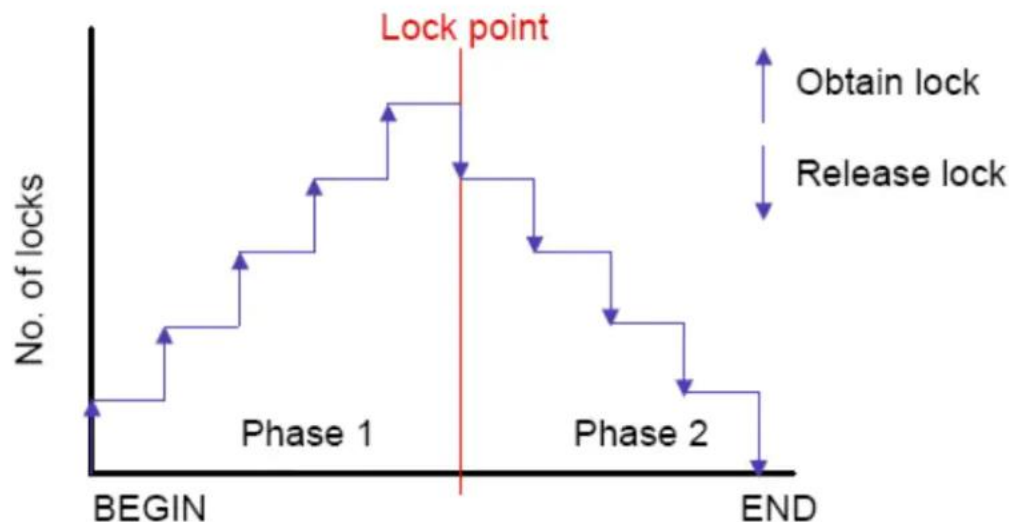 Lock point
Obtain lock
Release lock
No. of locks
Phase 1
Phase 2
BEGIN
END